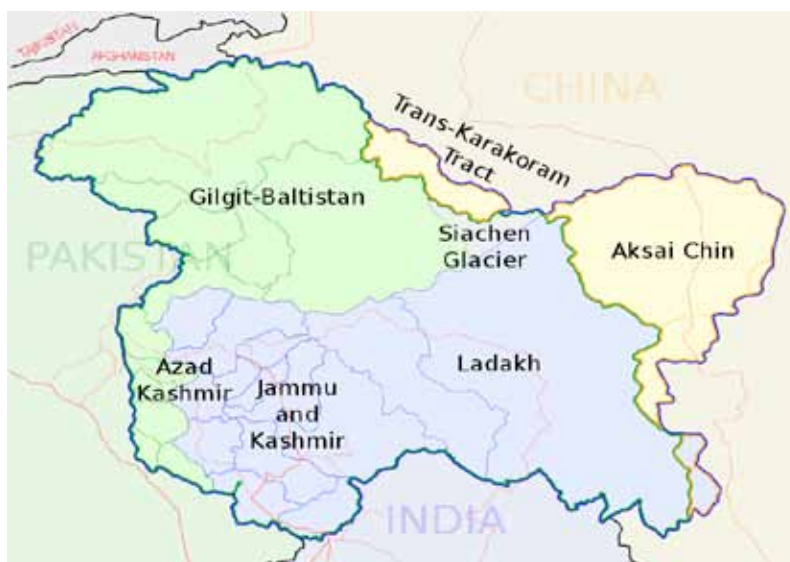 TAJIKISTAN
AFGHANISTAN
CHINA
Trans-Karakoram
Tract
Gilgit-Baltistan
Siachen
Glacier
Aksai Chin
PAKISTAN
Azad
Kashmir
Jammu
and
Kashmir
Ladakh
INDIA